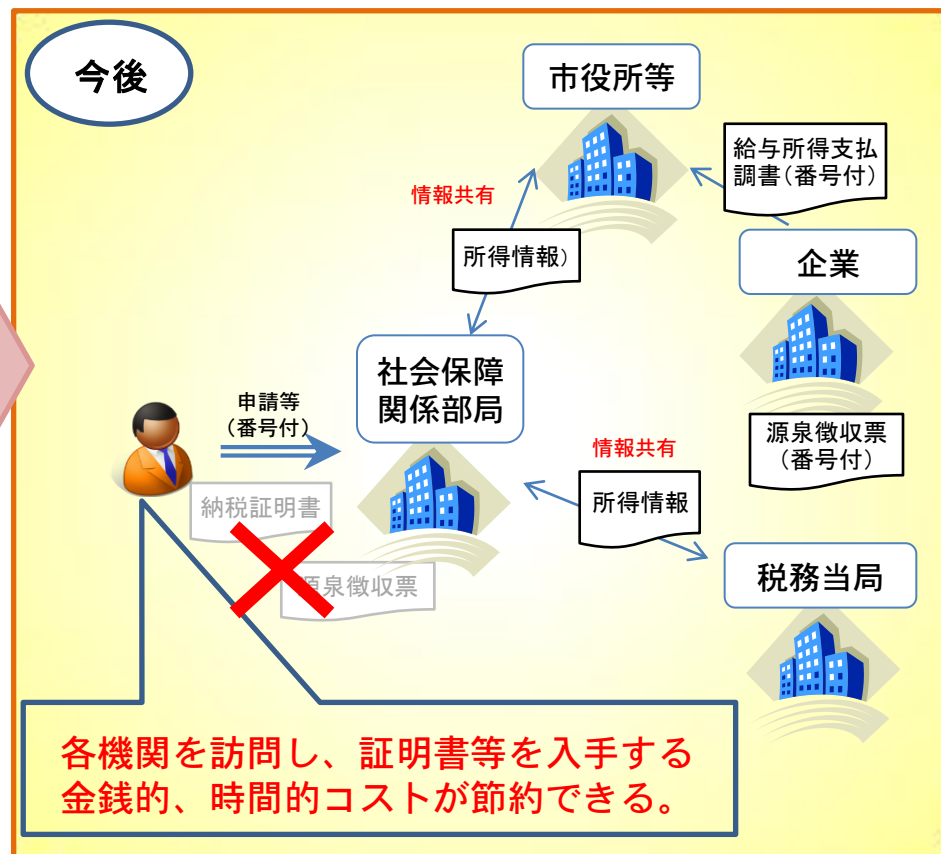 今後
市役所等
給与所得支払
調書（番号付）
情報共有
所得情報）
企業
社会保障
関係部局
申請等
（番号付）
源泉徴収票
（番号付）
情報共有
所得情報
納税証明書
源泉徴収票
税務当局
各機関を訪問し、証明書等を入手する
金銭的、時間的コストが節約できる。